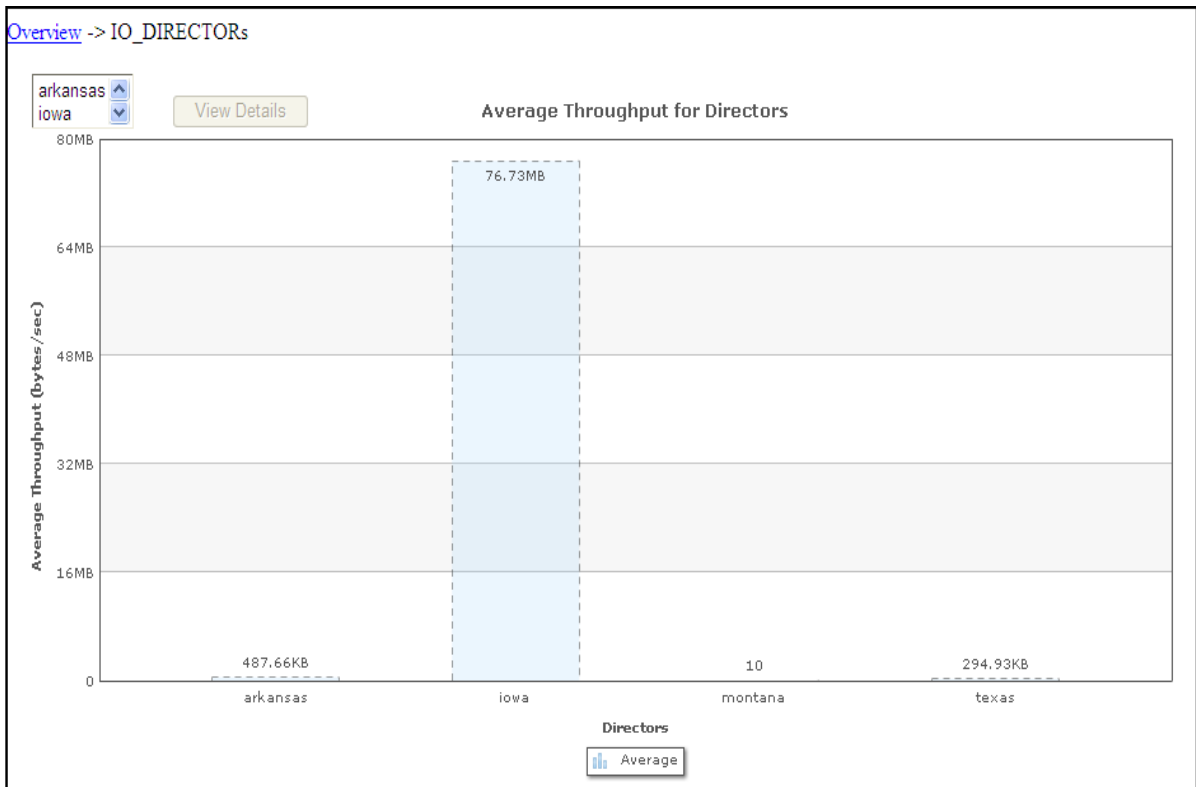 Overview -> IO_DIRECTORs
arkansas
iowa
View Details
Average Throughput for Directors
80MB
64MB
48MB
32MB
16MB
0
Average Throughput (bytes/sec)
76.73MB
487.66KB
10
294.93KB
arkansas
iowa
montana
texas
Directors
Average